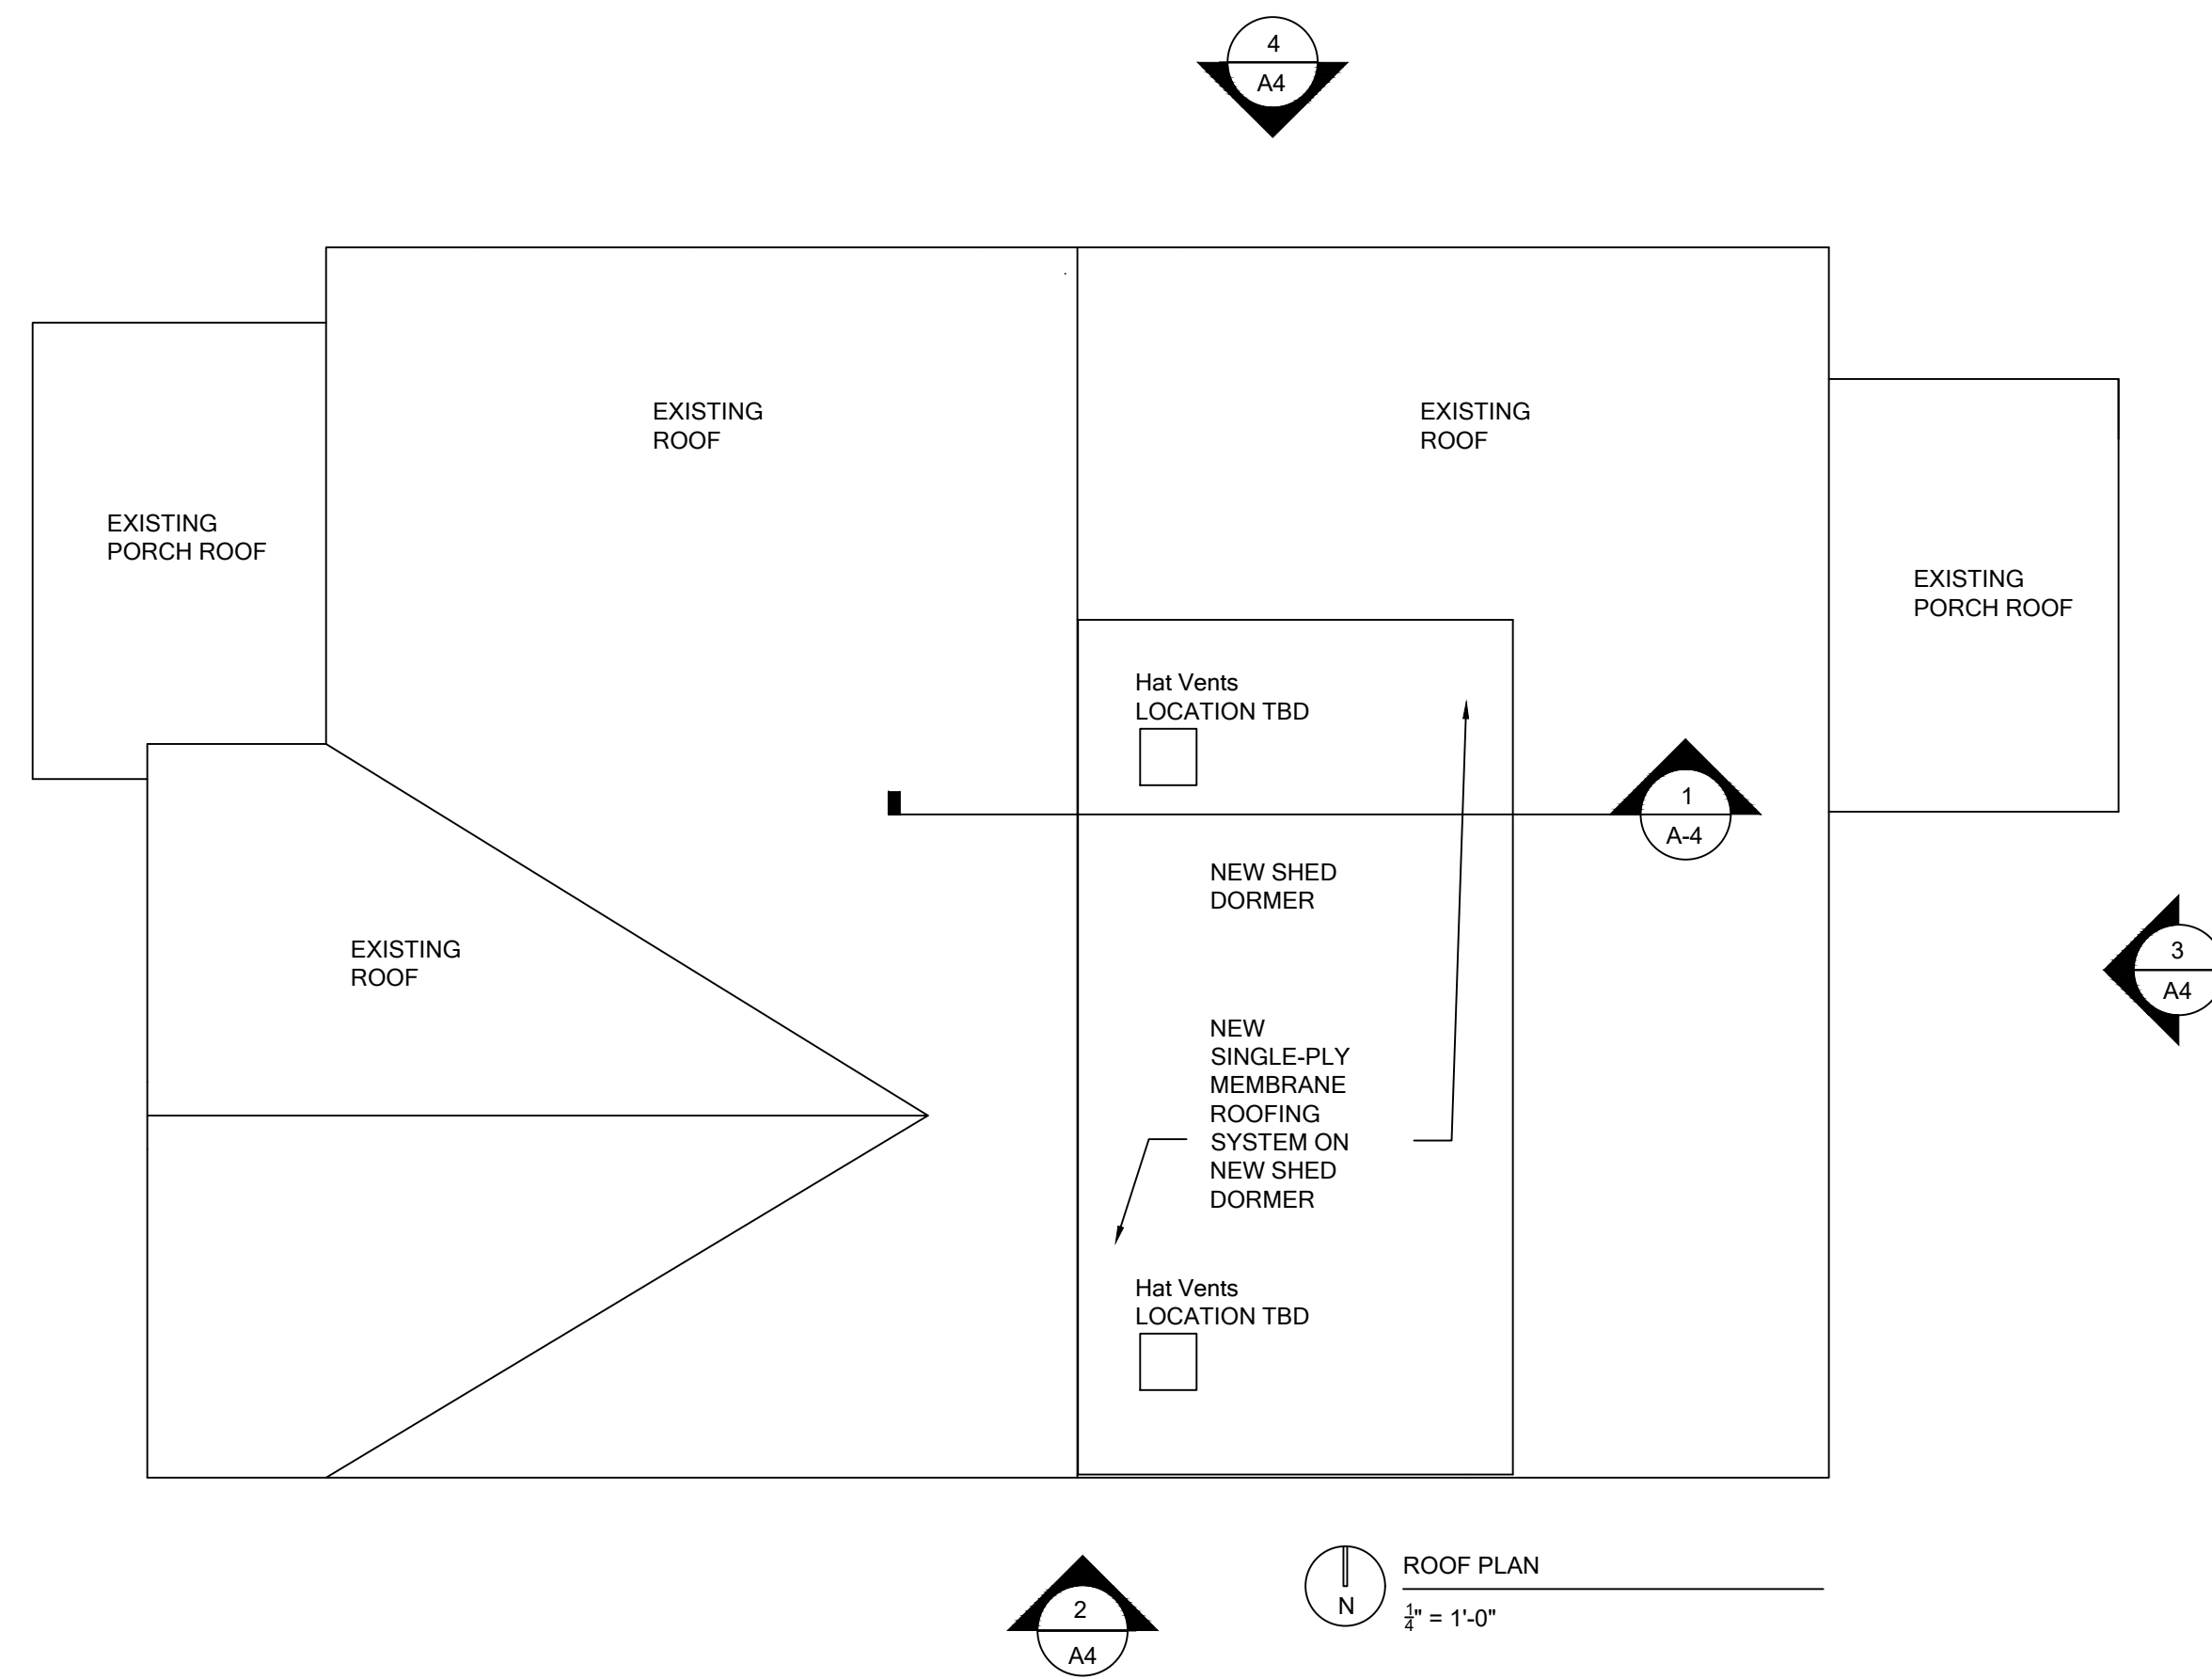 4
A4
EXISTING
ROOF
EXISTING
ROOF
EXISTING
PORCH ROOF
EXISTING
PORCH ROOF
Hat Vents
LOCATION TBD
1
A-4
NEW SHED
DORMER
EXISTING
ROOF
3
A4
NEW
SINGLE-PLY
MEMBRANE
ROOFING
SYSTEM ON
NEW SHED
DORMER
Hat Vents
LOCATION TBD
2
A4
N
ROOF PLAN
1/4" = 1'-0"